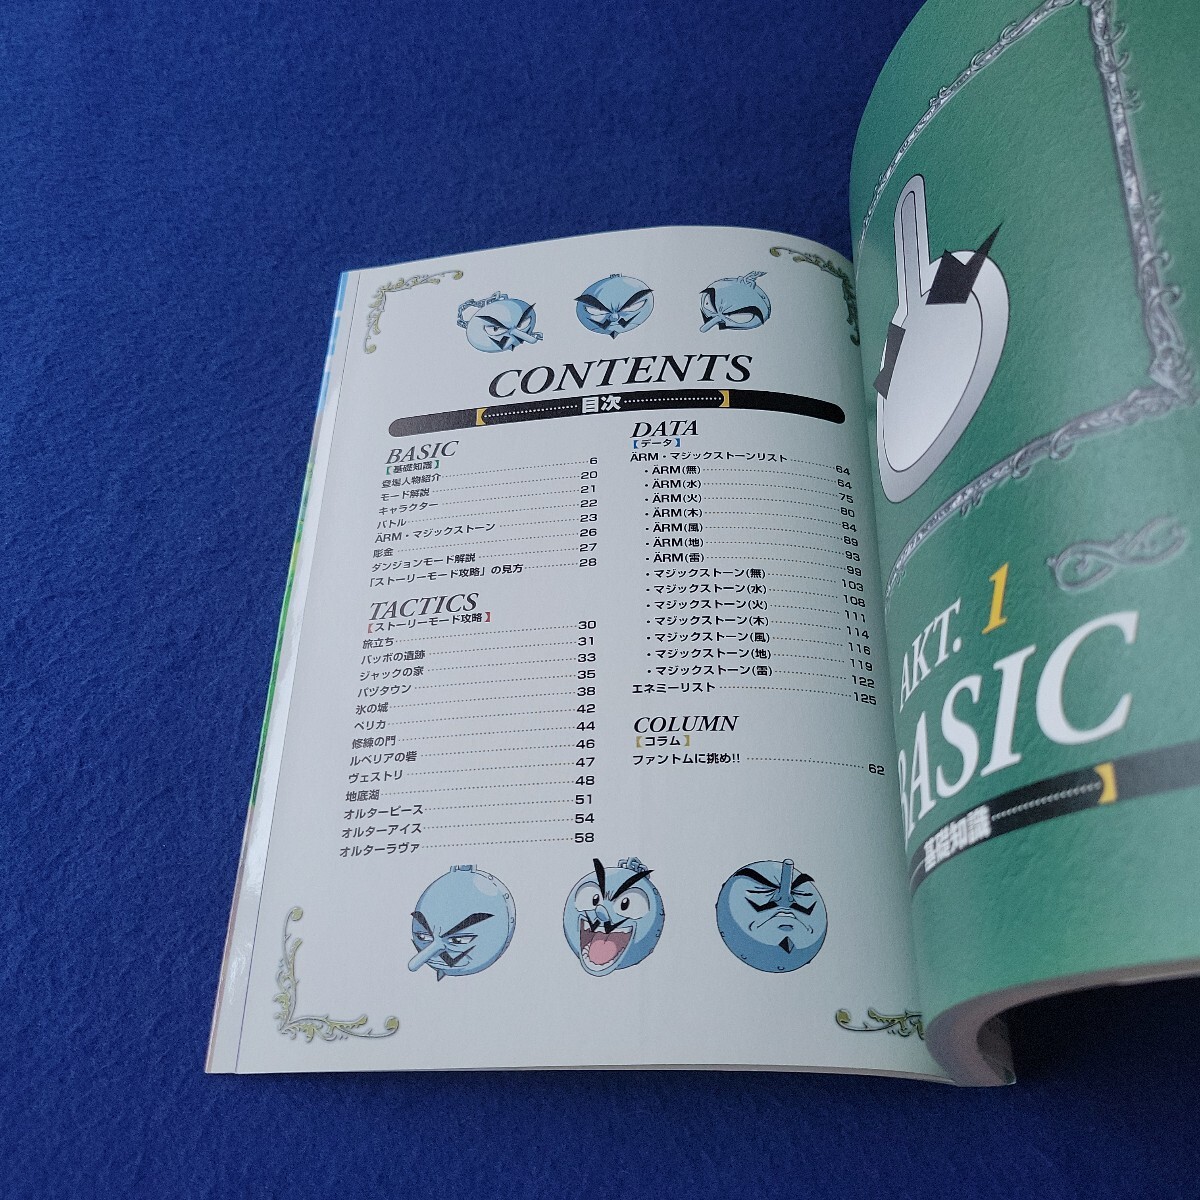 CONTENTS
目次
BASIC
【基礎知識】
登場人物紹介 6
モード解説 20
キャラクター 21
バトル 22
ÄRM・マジックストーン 23
彫金 26
ダンジョンモード解説 27
「ストーリーモード攻略」の見方 28
TACTICS
【ストーリーモード攻略】
旅立ち 30
バッボの遺跡 31
ジャックの家 33
パヅタウン 35
氷の城 38
ペリカ 42
修練の門 44
ルベリアの砦 46
ヴェストリ 47
地底湖 48
オルターピース 51
オルターアイス 54
オルターラヴァ 58
DATA
【データ】
ÄRM・マジックストーンリスト 64
・ÄRM(無) 64
・ÄRM(水) 75
・ÄRM(火) 80
・ÄRM(木) 84
・ÄRM(風) 89
・ÄRM(地) 93
・ÄRM(雷) 99
・マジックストーン(無) 103
・マジックストーン(水) 108
・マジックストーン(火) 111
・マジックストーン(木) 114
・マジックストーン(風) 116
・マジックストーン(地) 119
・マジックストーン(雷) 122
エネミーリスト 125
COLUMN
【コラム】
ファントムに挑め!! 62
AKT. 1
BASIC
基礎知識